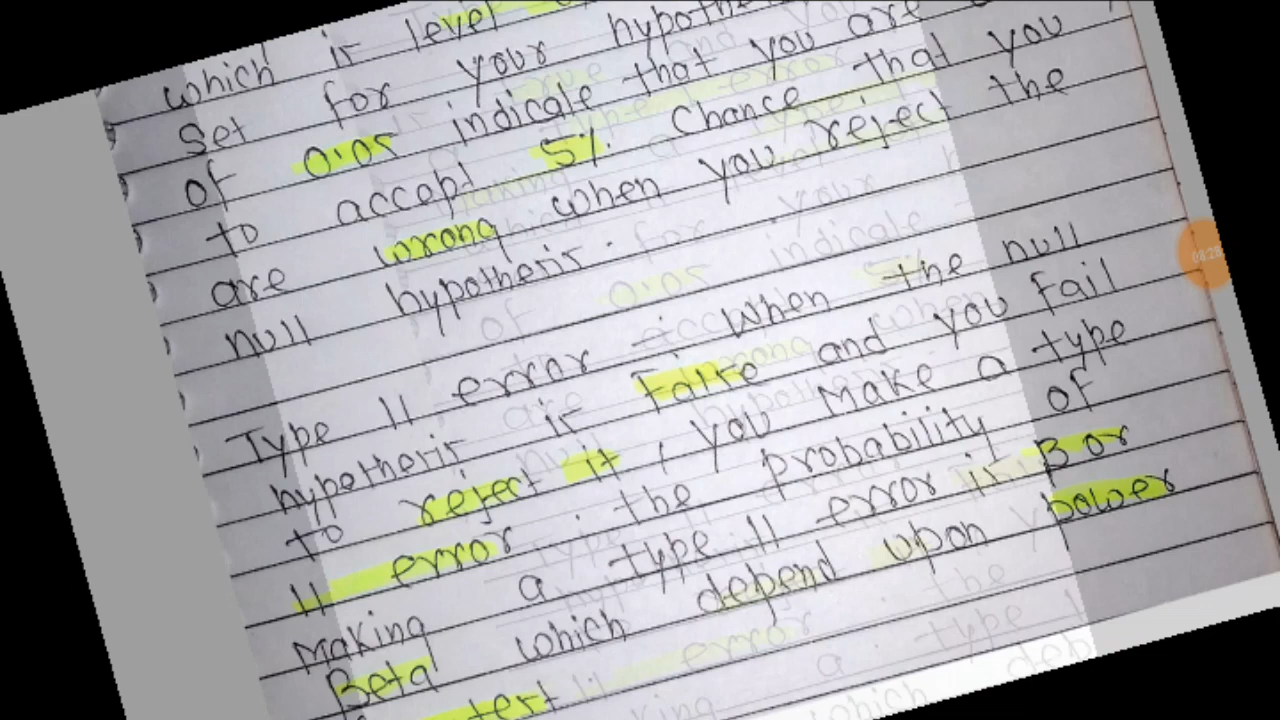 which is level
Set for your hypothe
of 0.05 indicate that you are
to accept 5% chance that you
are wrong when you reject the
null hypothesis.
Type II error :- When the null
hypothesis is False and you fail
to reject it, you make a type
II error. the probability of
making a type II error is β or
Beta which depend upon power
test
08:28